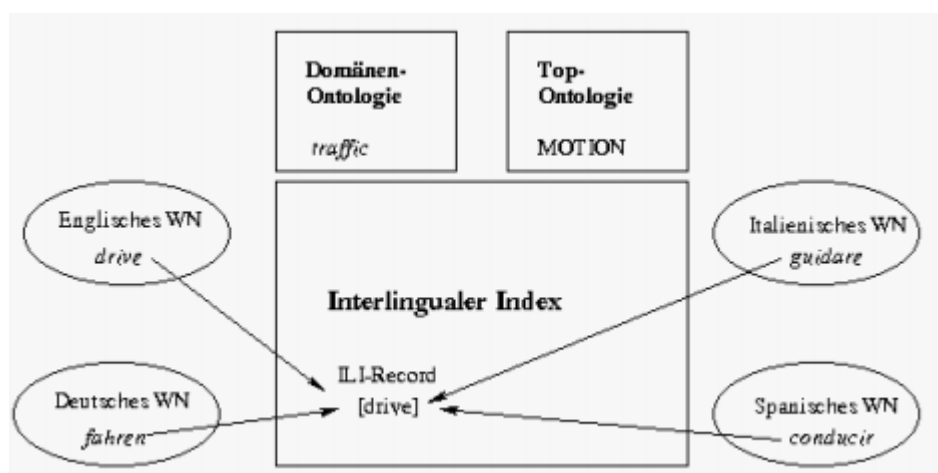 Domänen-
Ontologie
traffic
Top-
Ontologie
MOTION
Englisches WN
drive
Italienisches WN
guidare
Interlingualer Index
ILI-Record
[drive]
Deutsches WN
fahren
Spanisches WN
conducir